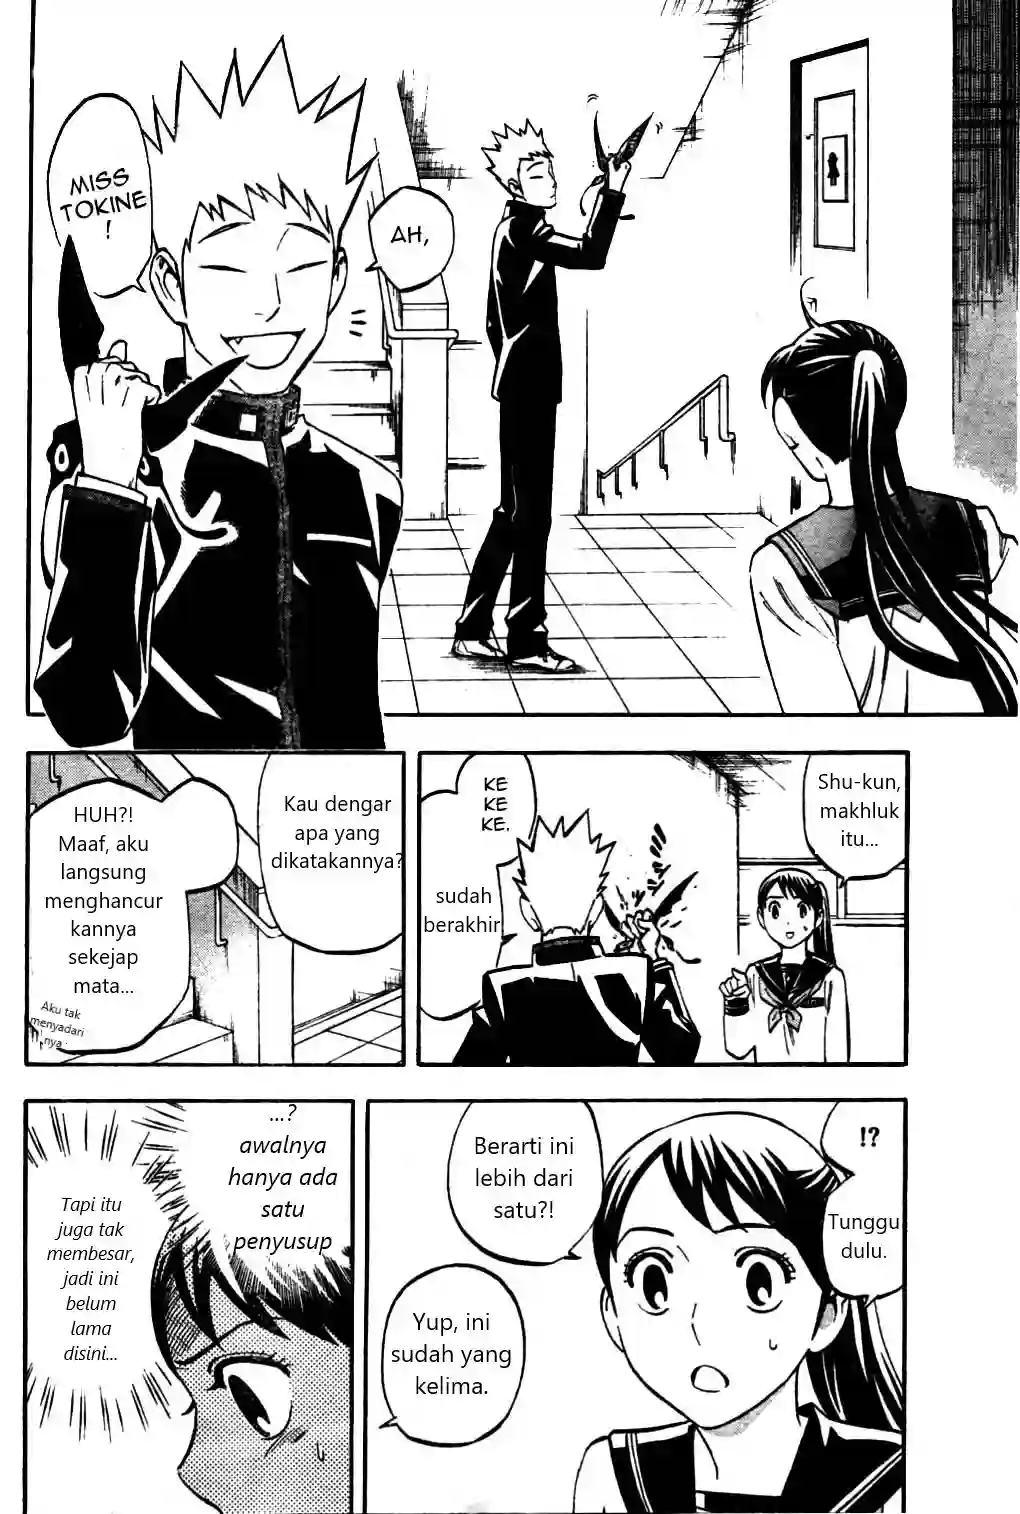 AH,
MISS
TOKINE
!
Shu-kun,
makhluk
itu...
KE
KE
KE.
sudah
berakhir
Kau dengar
apa yang
dikatakannya?
HUH?!
Maaf, aku
langsung
menghancur
kannya
sekejap
mata...
Aku tak
menyadari
nya
!?
Tunggu
dulu.
Berarti ini
lebih dari
satu?!
Yup, ini
sudah yang
kelima.
...?
awalnya
hanya ada
satu
penyusup
Tapi itu
juga tak
membesar,
jadi ini
belum
lama
disini...